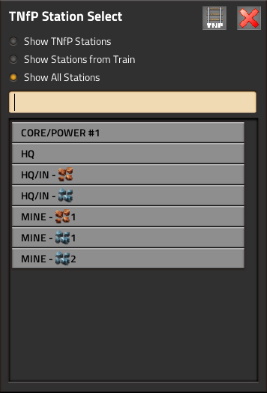 TNfP Station Select
TNfP
Show TNfP Stations
Show Stations from Train
Show All Stations
CORE/POWER #1
HQ
HQ/IN -
HQ/IN -
MINE - 1
MINE - 1
MINE - 2